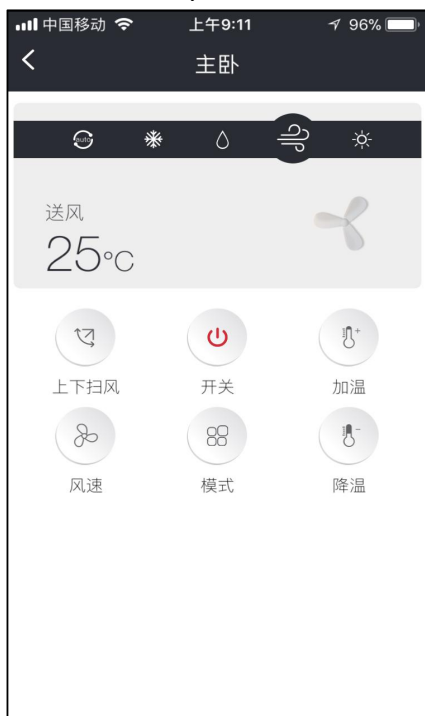 中国移动 上午9:11 96%
主卧
auto
送风
25°C
上下扫风 开关 加温
风速 模式 降温